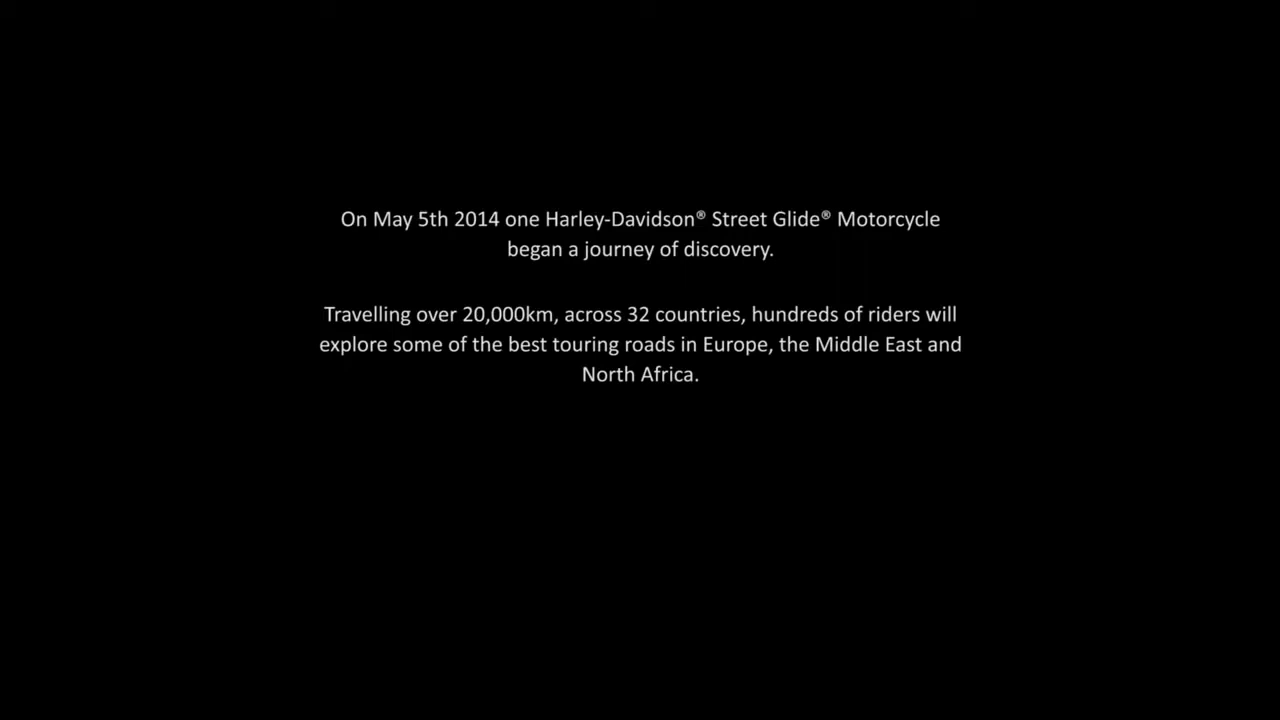 On May 5th 2014 one Harley-Davidson® Street Glide® Motorcycle
began a journey of discovery.
Travelling over 20,000km, across 32 countries, hundreds of riders will
explore some of the best touring roads in Europe, the Middle East and
North Africa.